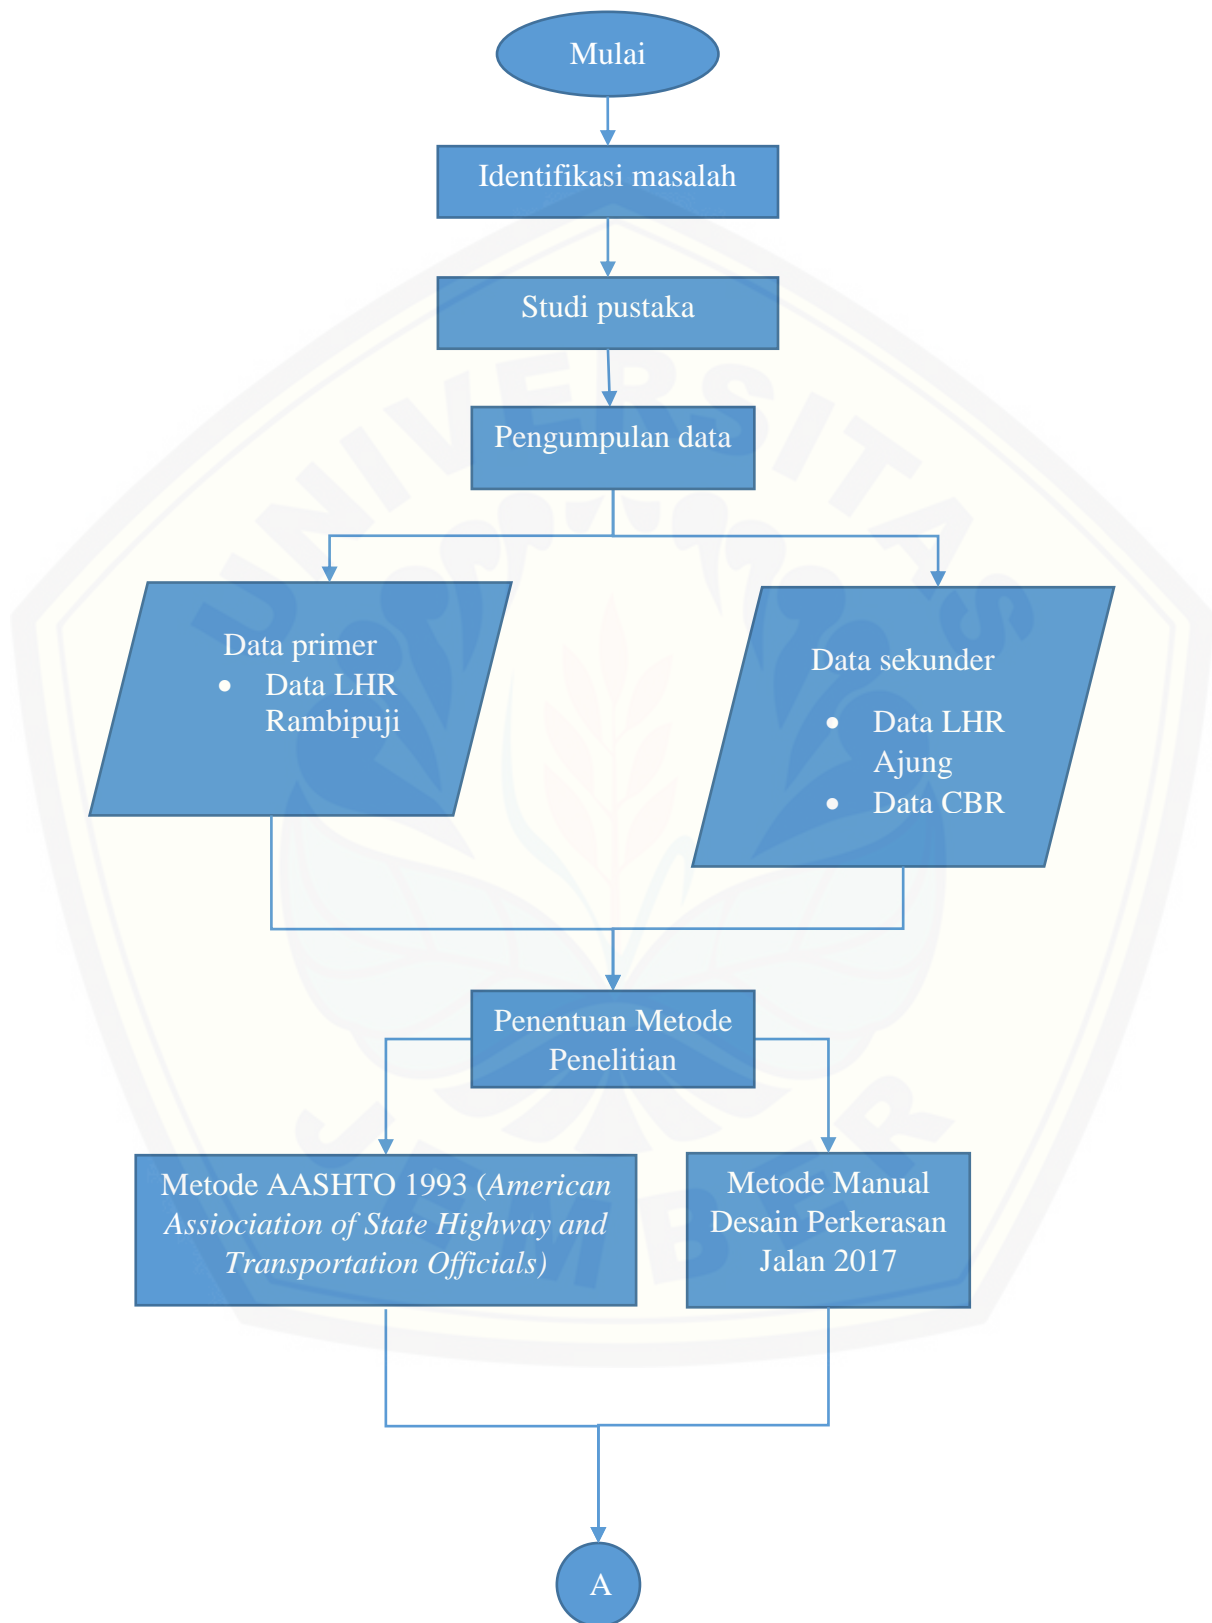 Mulai
Identifikasi masalah
Studi pustaka
Pengumpulan data
Data primer
● Data LHR
Rambipuji
Data sekunder
● Data LHR
Ajung
● Data CBR
Penentuan Metode
Penelitian
Metode AASHTO 1993 (American
Assiociation of State Highway and
Transportation Officials)
Metode Manual
Desain Perkerasan
Jalan 2017
A
UNIVERSITAS
JEMBER